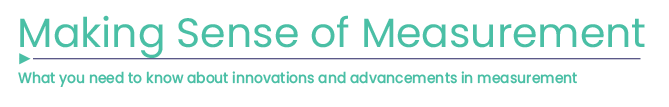 Making Sense of Measurement
What you need to know about innovations and advancements in measurement